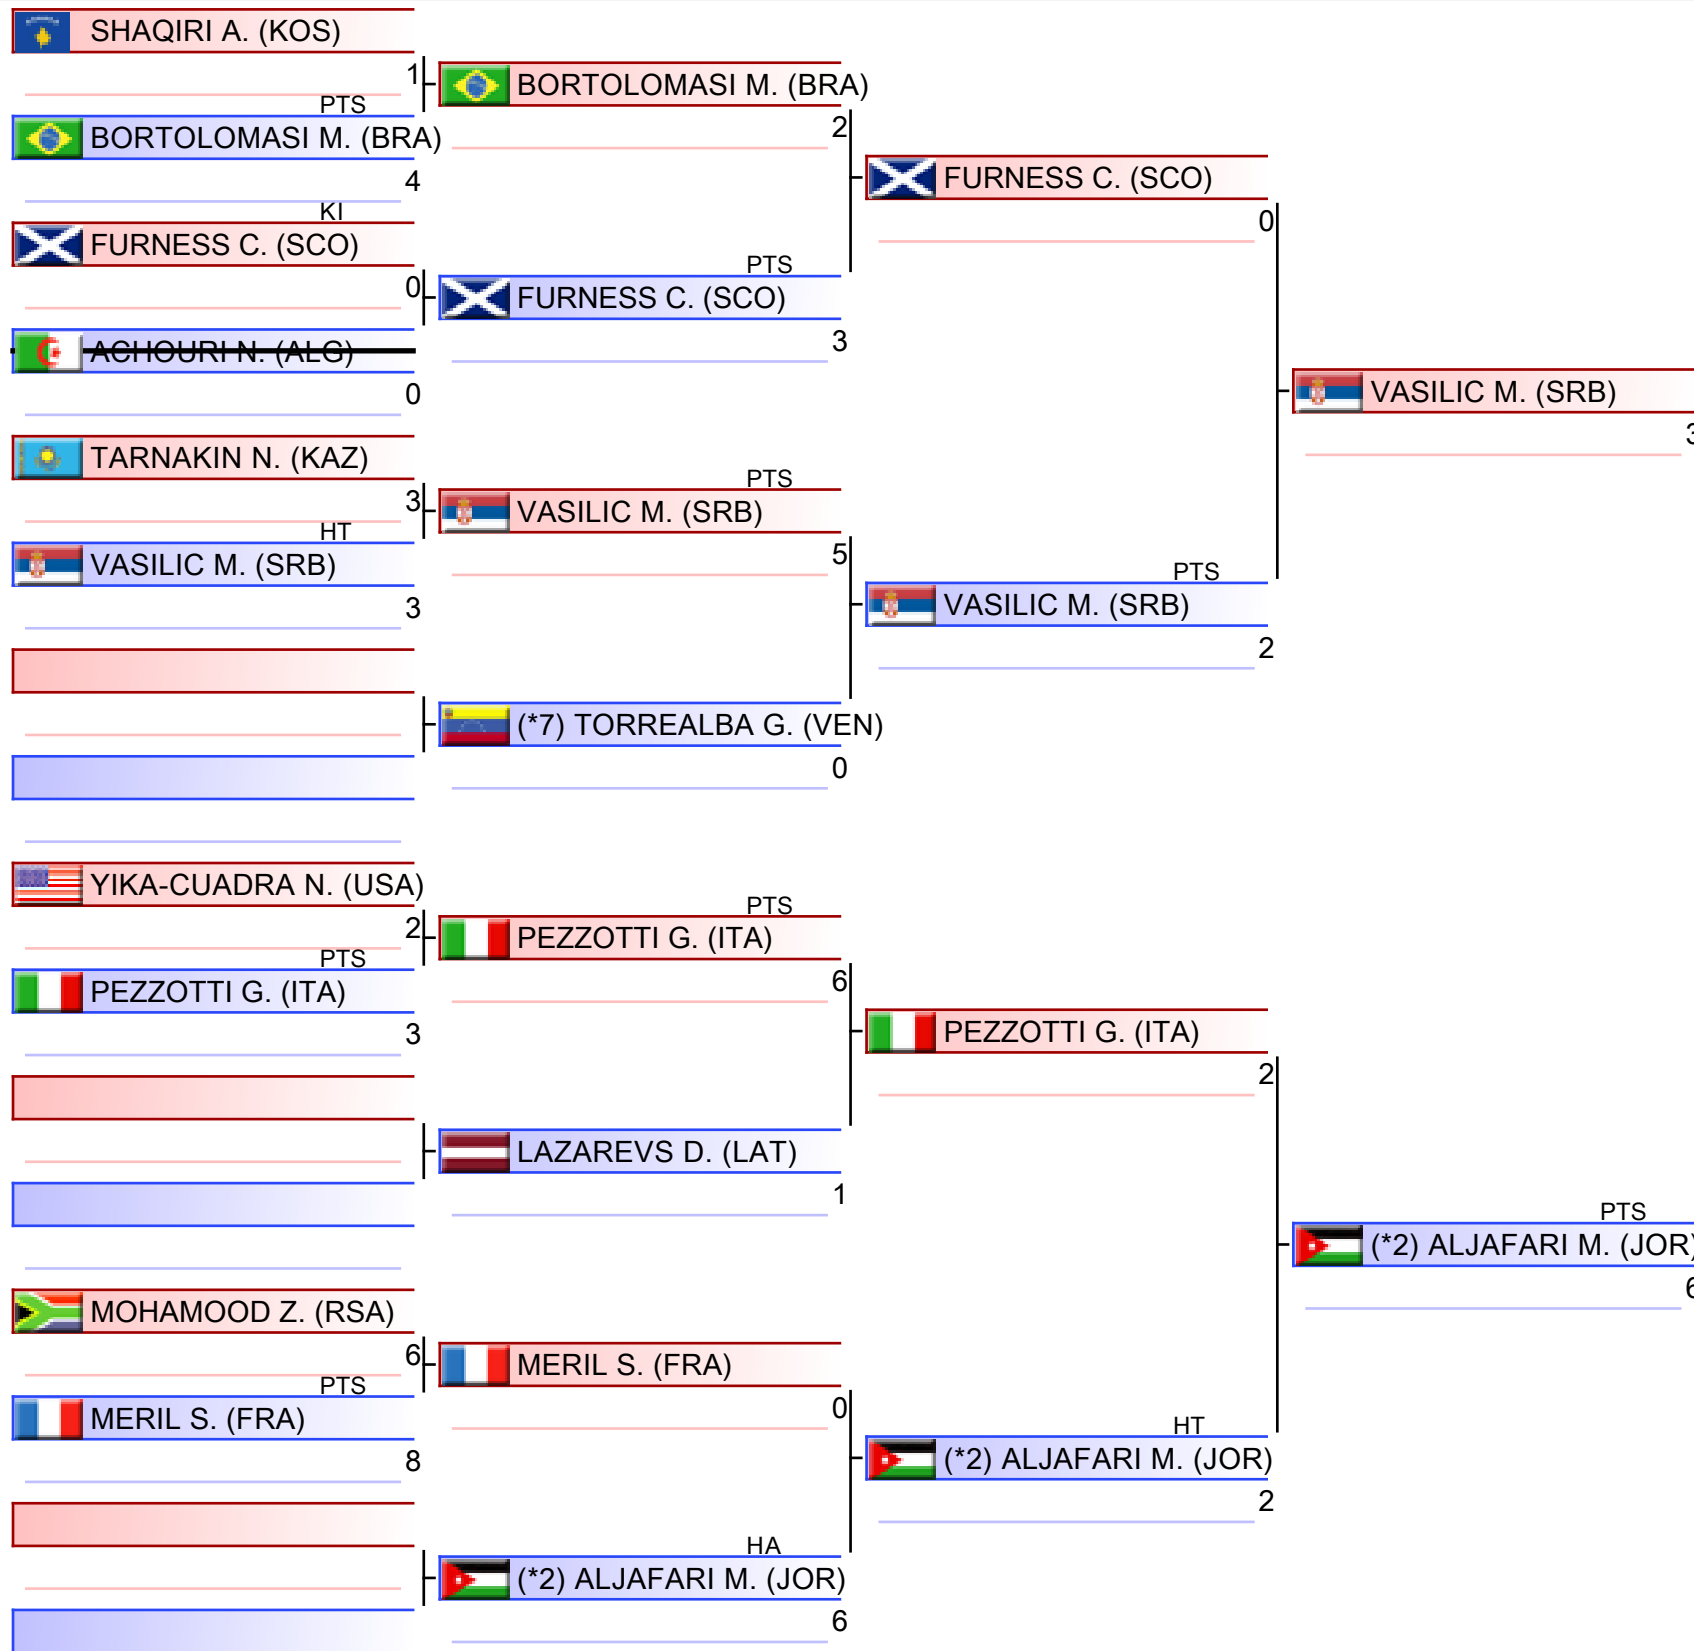 SHAQIRI A. (KOS)
1
PTS
BORTOLOMASI M. (BRA)
4
KI
FURNESS C. (SCO)
0
ACHOURI N. (ALG)
0
TARNAKIN N. (KAZ)
3
HT
VASILIC M. (SRB)
3
YIKA-CUADRA N. (USA)
2
PTS
PEZZOTTI G. (ITA)
3
MOHAMOOD Z. (RSA)
6
PTS
MERIL S. (FRA)
8
BORTOLOMASI M. (BRA)
2
PTS
FURNESS C. (SCO)
3
PTS
VASILIC M. (SRB)
5
(*7) TORREALBA G. (VEN)
0
PTS
PEZZOTTI G. (ITA)
6
LAZAREVS D. (LAT)
1
MERIL S. (FRA)
0
HA
(*2) ALJAFARI M. (JOR)
6
FURNESS C. (SCO)
0
PTS
VASILIC M. (SRB)
2
PEZZOTTI G. (ITA)
2
HT
(*2) ALJAFARI M. (JOR)
2
VASILIC M. (SRB)
3
PTS
(*2) ALJAFARI M. (JOR)
6